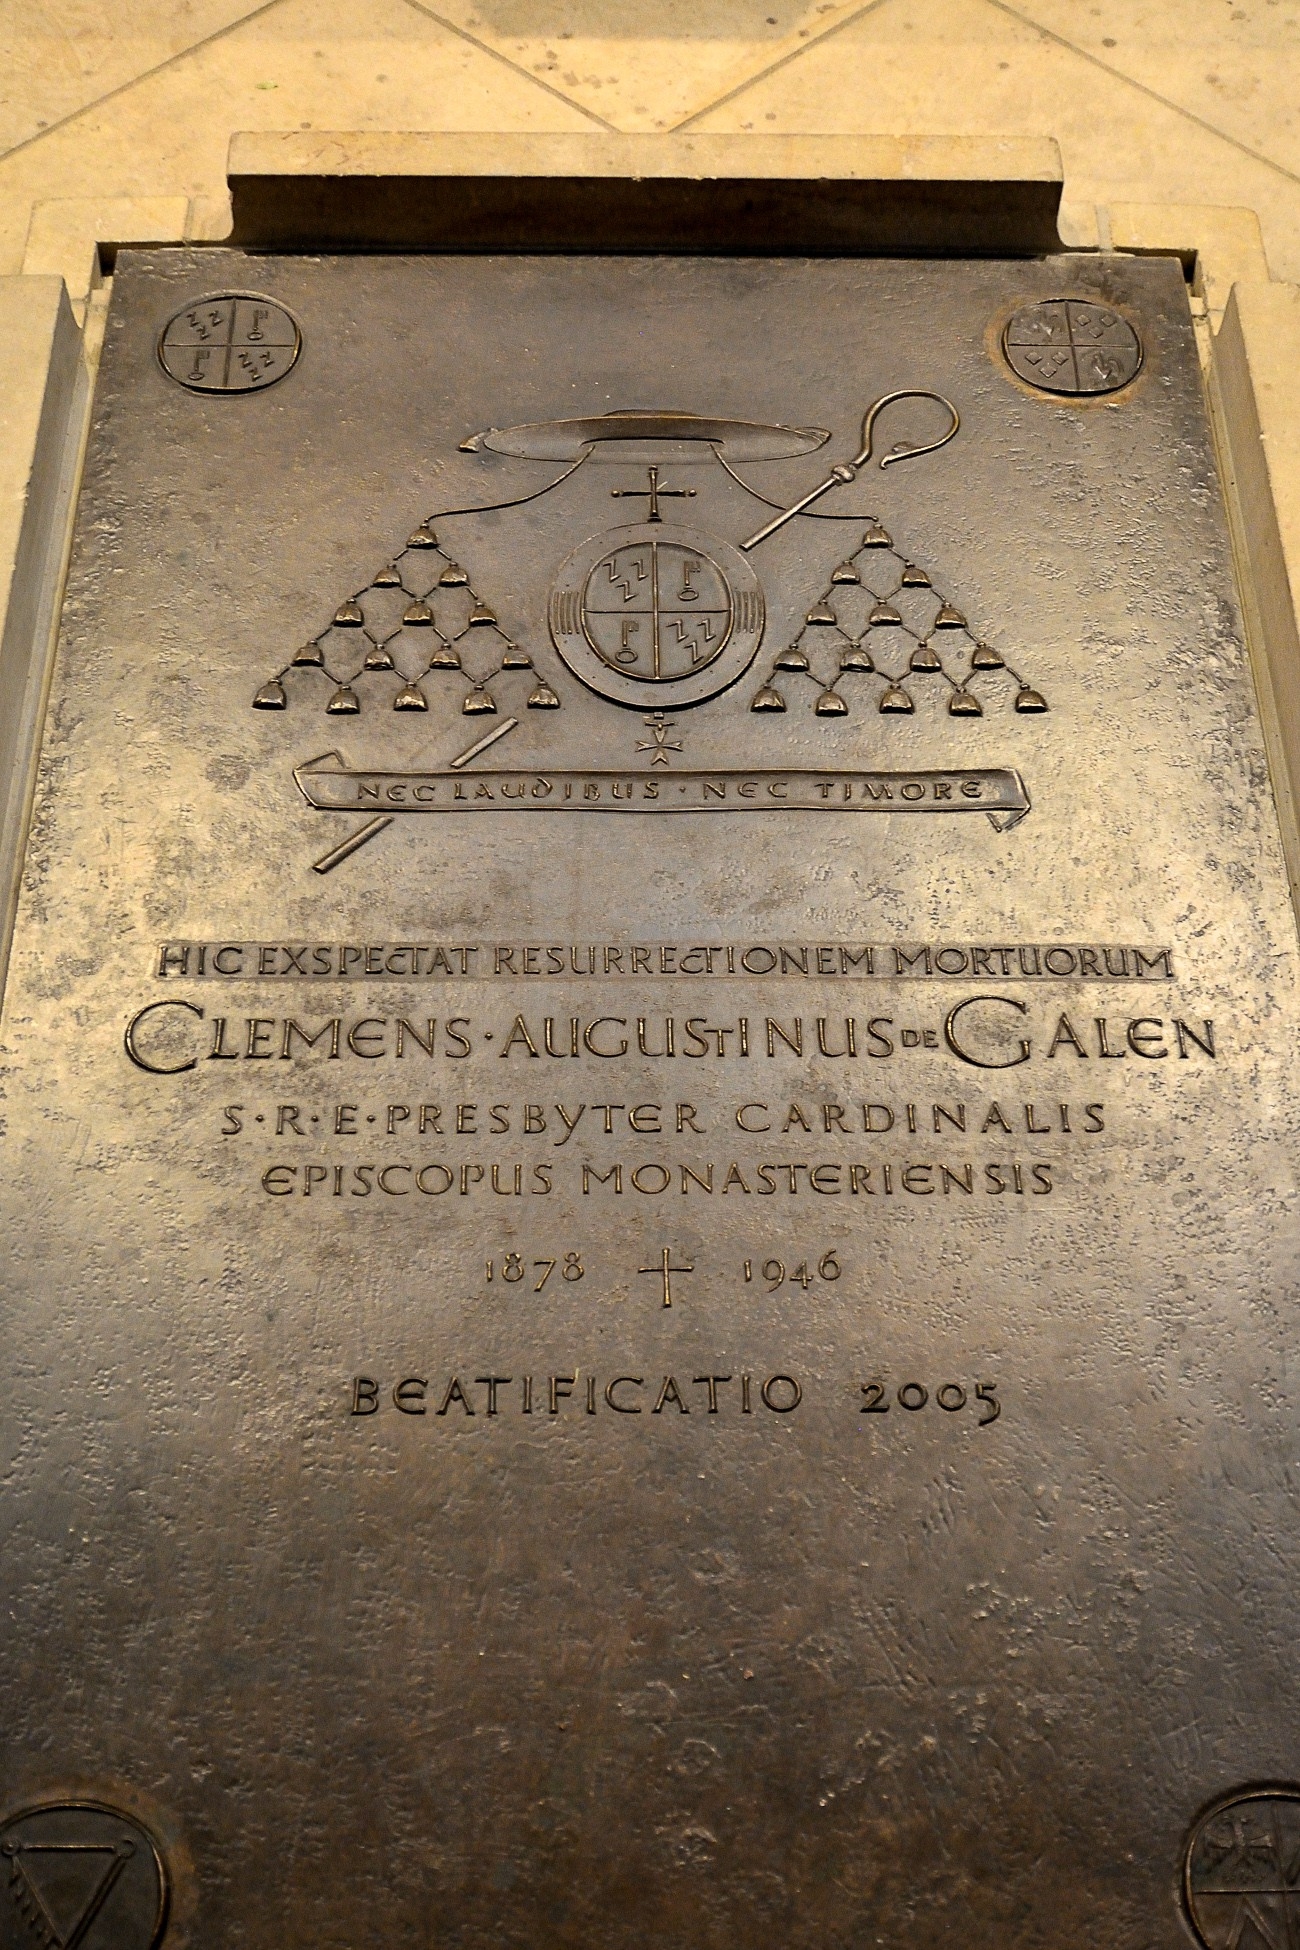 NEC LAUDIBUS · NEC TIMORE
HIC EXSPECTAT RESURRECTIONEM MORTUORUM
CLEMENS · AUGUSTINUS DE GALEN
S · R · E · PRESBYTER CARDINALIS
EPISCOPUS MONASTERIENSIS
1878 + 1946
BEATIFICATIO 2005